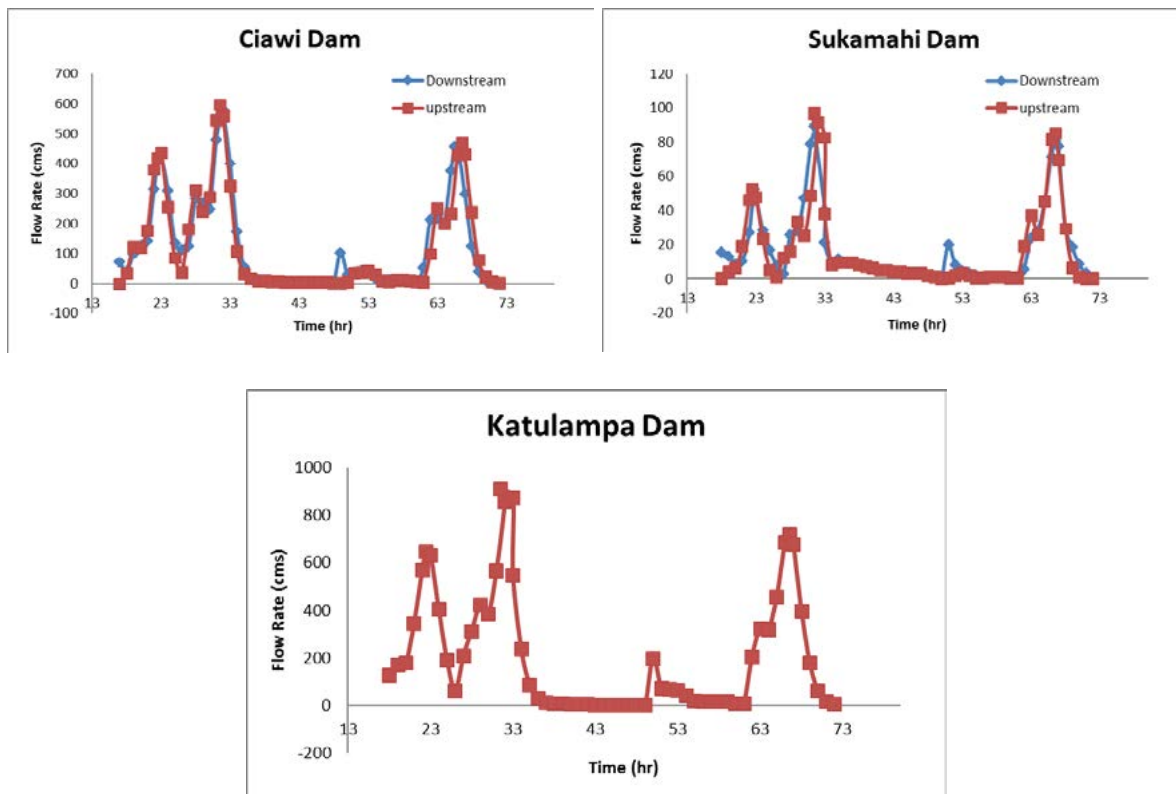 Ciawi Dam
700
600
500
400
300
200
100
0
-100
Flow Rate (cms)
13 23 33 43 53 63 73
Time (hr)
Downstream
upstream
Sukamahi Dam
120
100
80
60
40
20
0
-20
Flow Rate (cms)
13 23 33 43 53 63 73
Time (hr)
Downstream
upstream
Katulampa Dam
1000
800
600
400
200
0
-200
Flow Rate (cms)
13 23 33 43 53 63 73
Time (hr)